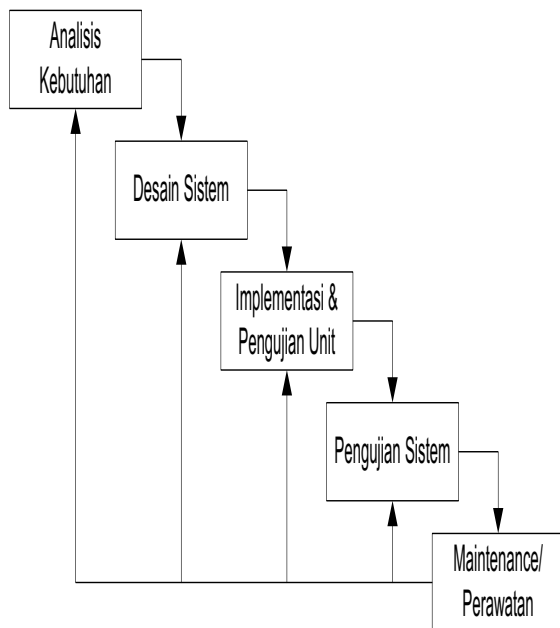 Analisis
Kebutuhan
Desain Sistem
Implementasi &
Pengujian Unit
Pengujian Sistem
Maintenance/
Perawatan